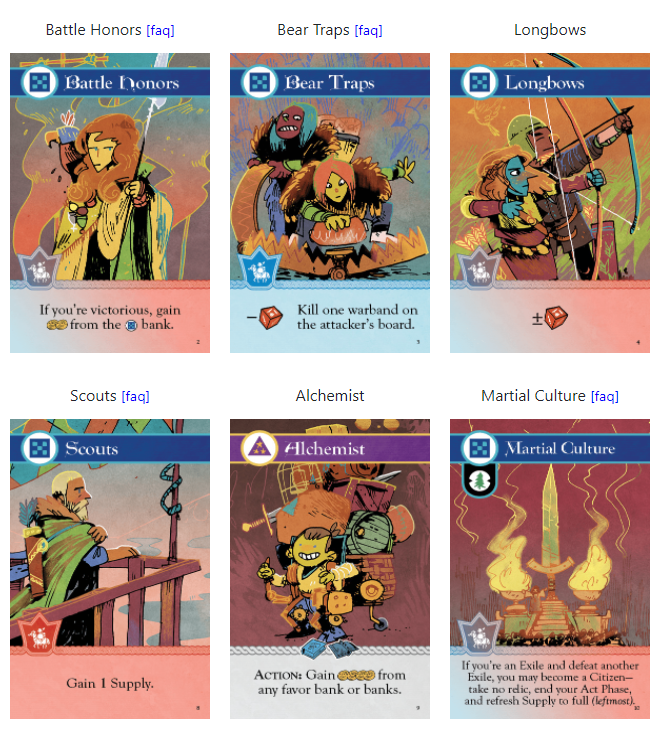 Battle Honors [faq]
Bear Traps [faq]
Longbows
Battle Honors
Bear Traps
Longbows
If you're victorious, gain
from the bank.
2
– Kill one warband on
the attacker's board.
3
±
4
Scouts [faq]
Alchemist
Martial Culture [faq]
Scouts
Alchemist
Martial Culture
Gain 1 Supply.
8
ACTION: Gain from
any favor bank or banks.
9
If you're an Exile and defeat another
Exile, you may become a Citizen—
take no relic, end your Act Phase,
and refresh Supply to full (leftmost).
10